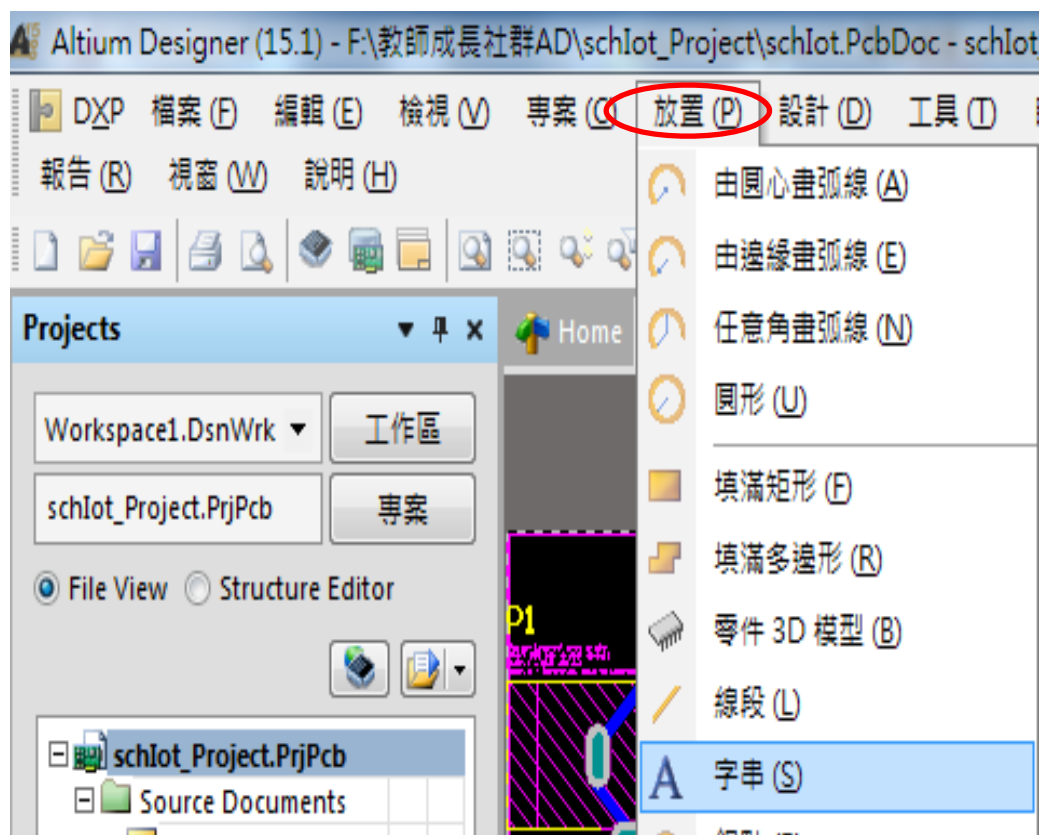 Altium Designer (15.1) - F:\教師成長社群AD\schIot_Project\schIot.PcbDoc - schIot
DXP 檔案 (F) 編輯 (E) 檢視 (V) 專案 (C) 放置 (P) 設計 (D) 工具 (T)
報告 (R) 視窗 (W) 說明 (H)
由圓心畫弧線 (A)
由邊緣畫弧線 (E)
任意角畫弧線 (N)
圓形 (U)
填滿矩形 (F)
填滿多邊形 (R)
零件 3D 模型 (B)
線段 (L)
字串 (S)
Projects
Home
Workspace1.DsnWrk 工作區
schIot_Project.PrjPcb 專案
File View Structure Editor
P1
schIot_Project.PrjPcb
Source Documents